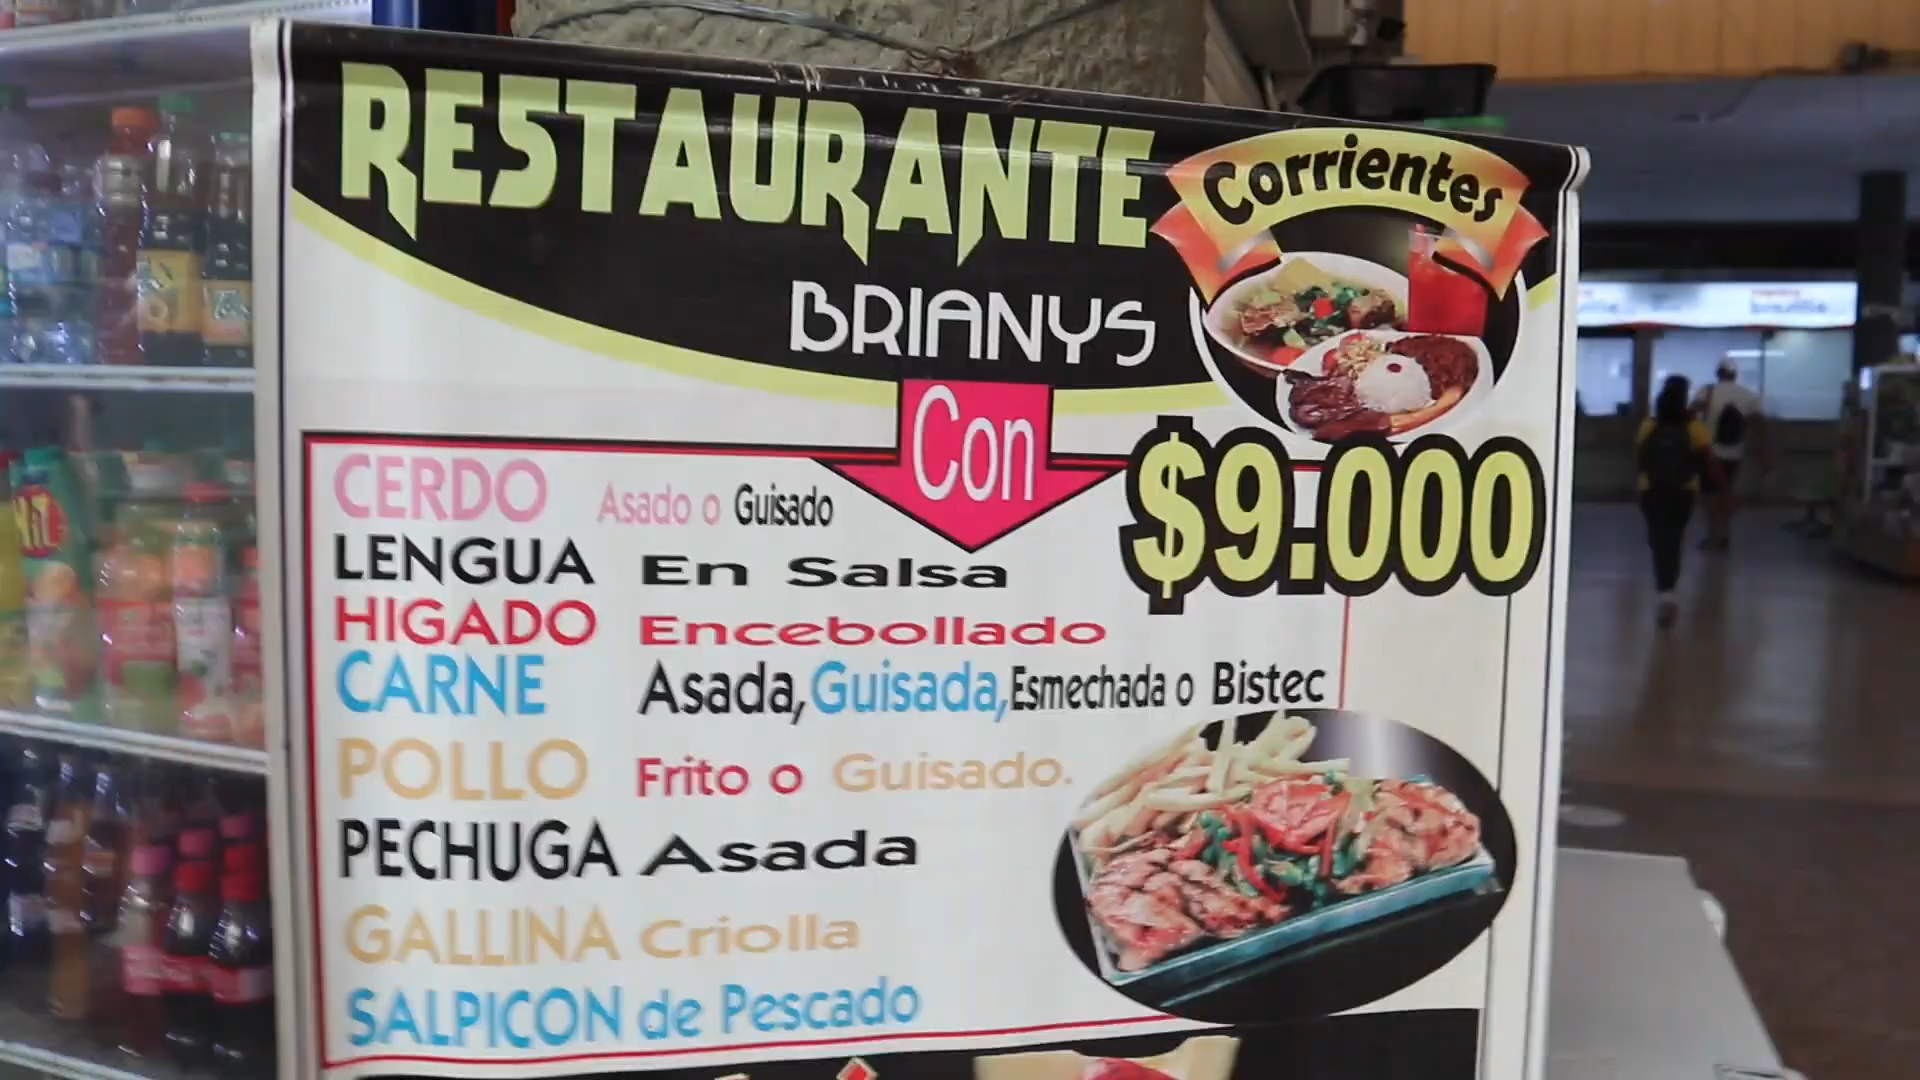 RESTAURANTE
BRIANYS
Corrientes
Con
$9.000
CERDO Asado o Guisado
LENGUA En Salsa
HIGADO Encebollado
CARNE Asada, Guisada, Esmechada o Bistec
POLLO Frito o Guisado.
PECHUGA Asada
GALLINA Criolla
SALPICON de Pescado
HIT